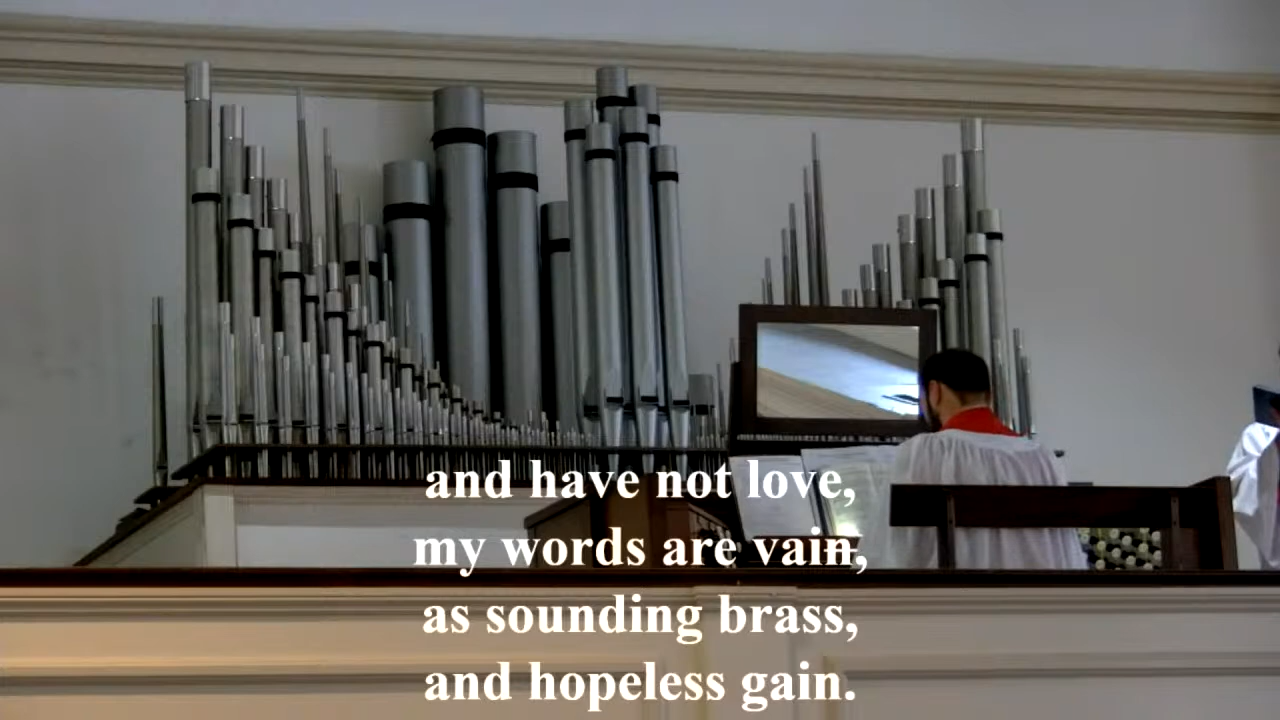 and have not love,
my words are vain,
as sounding brass,
and hopeless gain.